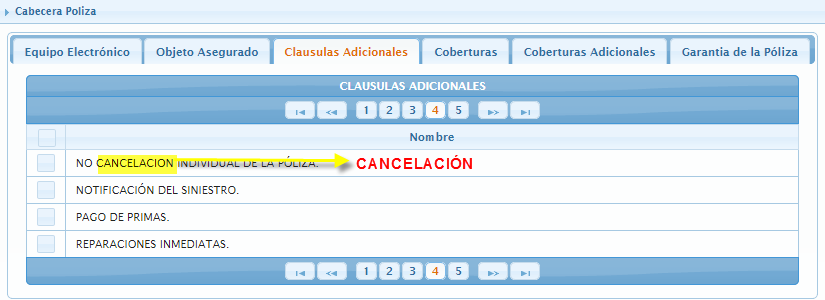 Cabecera Poliza
Equipo Electrónico Objeto Asegurado Clausulas Adicionales Coberturas Coberturas Adicionales Garantia de la Póliza
CLAUSULAS ADICIONALES
1 2 3 4 5
Nombre
NO CANCELACION INDIVIDUAL DE LA PÓLIZA. CANCELACIÓN
NOTIFICACIÓN DEL SINIESTRO.
PAGO DE PRIMAS.
REPARACIONES INMEDIATAS.
1 2 3 4 5